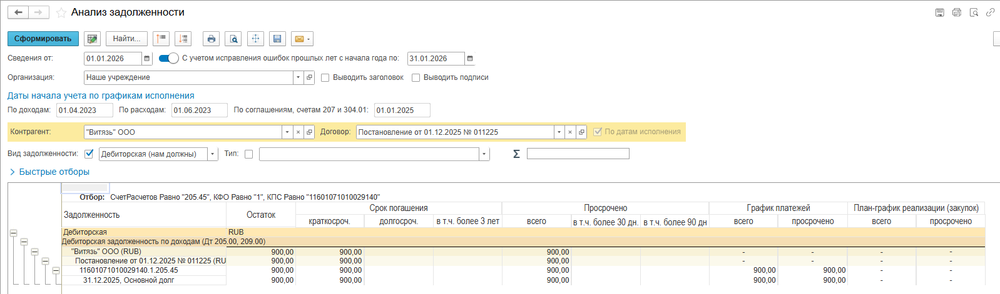 Анализ задолженности
Сформировать Найти...
Сведения от: 01.01.2026 С учетом исправления ошибок прошлых лет с начала года по: 31.01.2026
Организация: Наше учреждение Выводить заголовок Выводить подписи
Даты начала учета по графикам исполнения
По доходам: 01.04.2023 По расходам: 01.06.2023 По соглашениям, счетам 207 и 304.01: 01.01.2025
Контрагент: "Витязь" ООО Договор: Постановление от 01.12.2025 № 011225 По датам исполнения
Вид задолженности: Дебиторская (нам должны) Тип: Σ
Быстрые отборы
Отбор: СчетРасчетов Равно "205.45", КФО Равно "1", КПС Равно "11601071010029140"
Задолженность Остаток Срок погашения Просрочено График платежей План-график реализации (закупок)
краткосроч. долгосроч. в т.ч. более 3 лет всего в т.ч. более 30 дн. в т.ч. более 90 дн всего просрочено всего просрочено
Дебиторская RUB
Дебиторская задолженность по доходам (Дт 205.00, 209.00)
"Витязь" ООО (RUB) 900,00 900,00 900,00 - - - -
Постановление от 01.12.2025 № 011225 (RU 900,00 900,00 900,00 - - - -
11601071010029140.1.205.45 900,00 900,00 900,00 900,00 900,00 - -
31.12.2025, Основной долг 900,00 900,00 900,00 900,00 900,00 - -